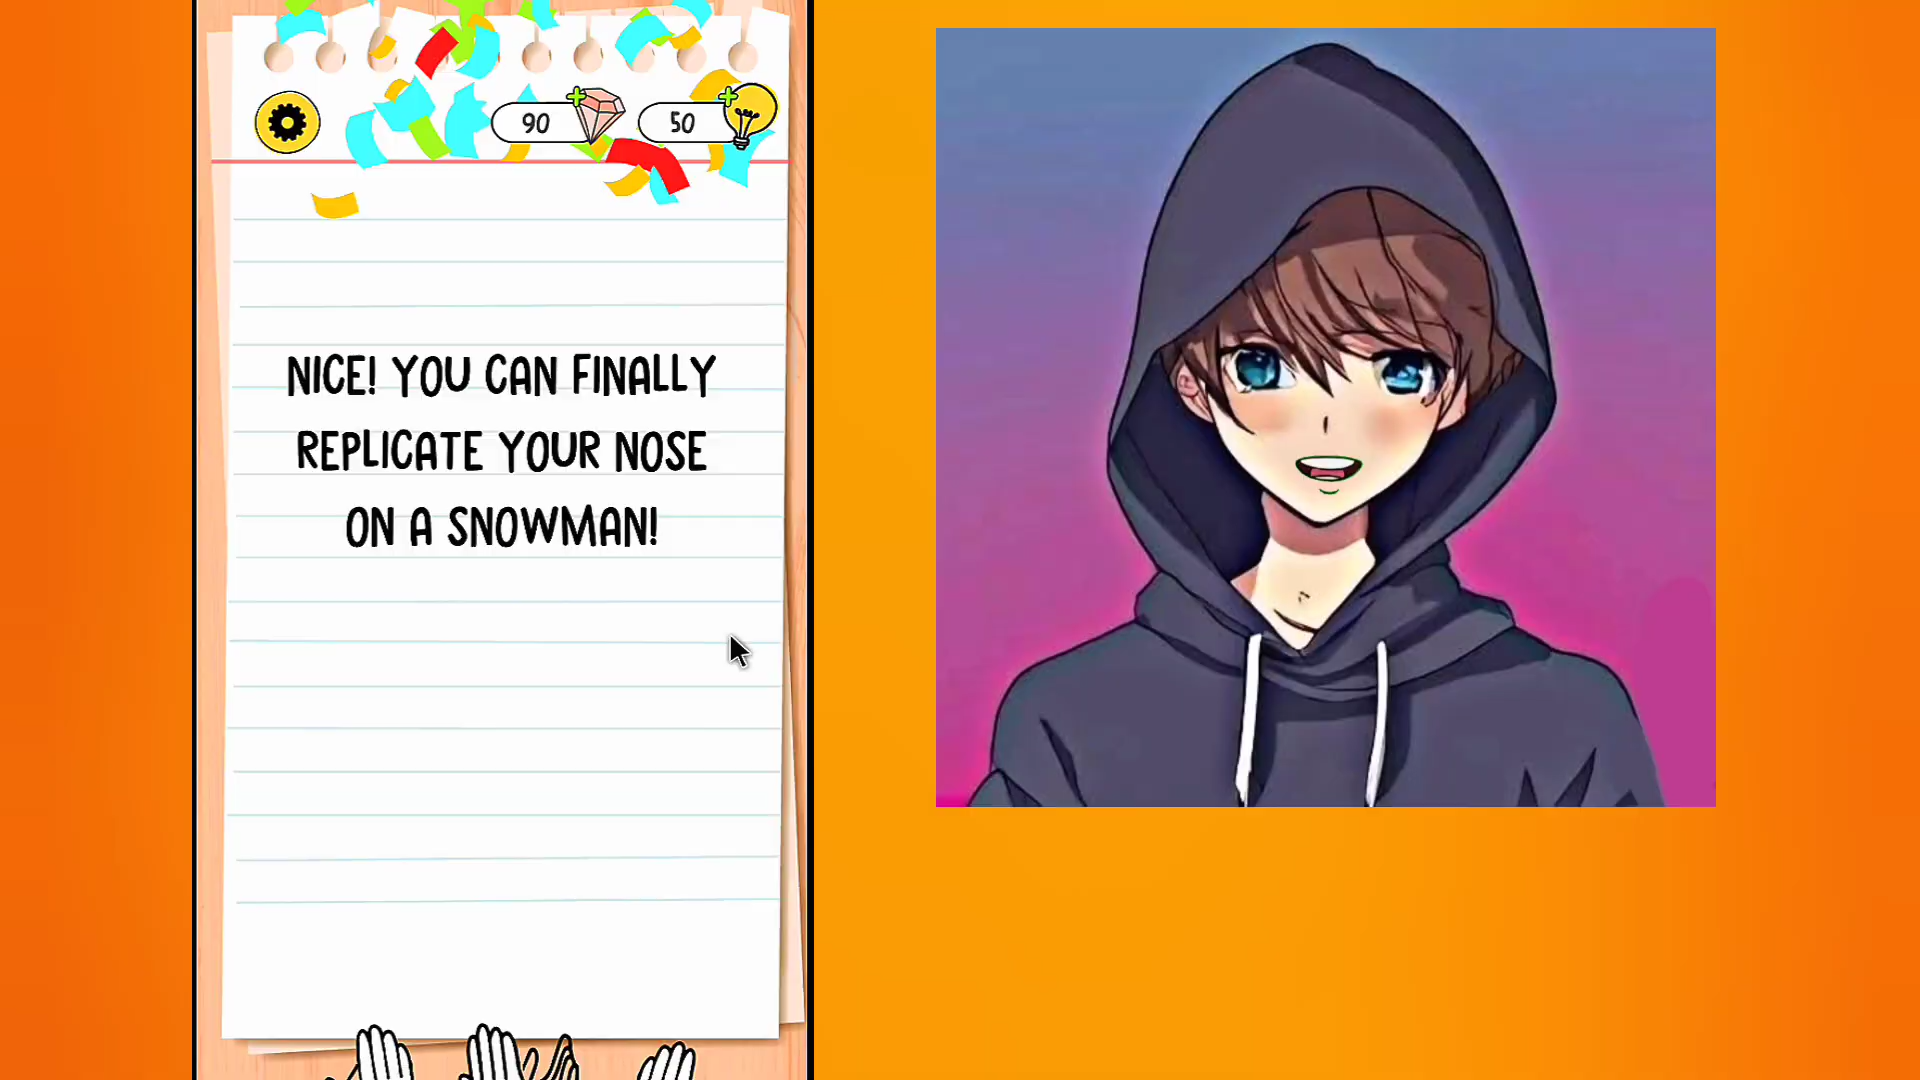 90
50
NICE! YOU CAN FINALLY
REPLICATE YOUR NOSE
ON A SNOWMAN!